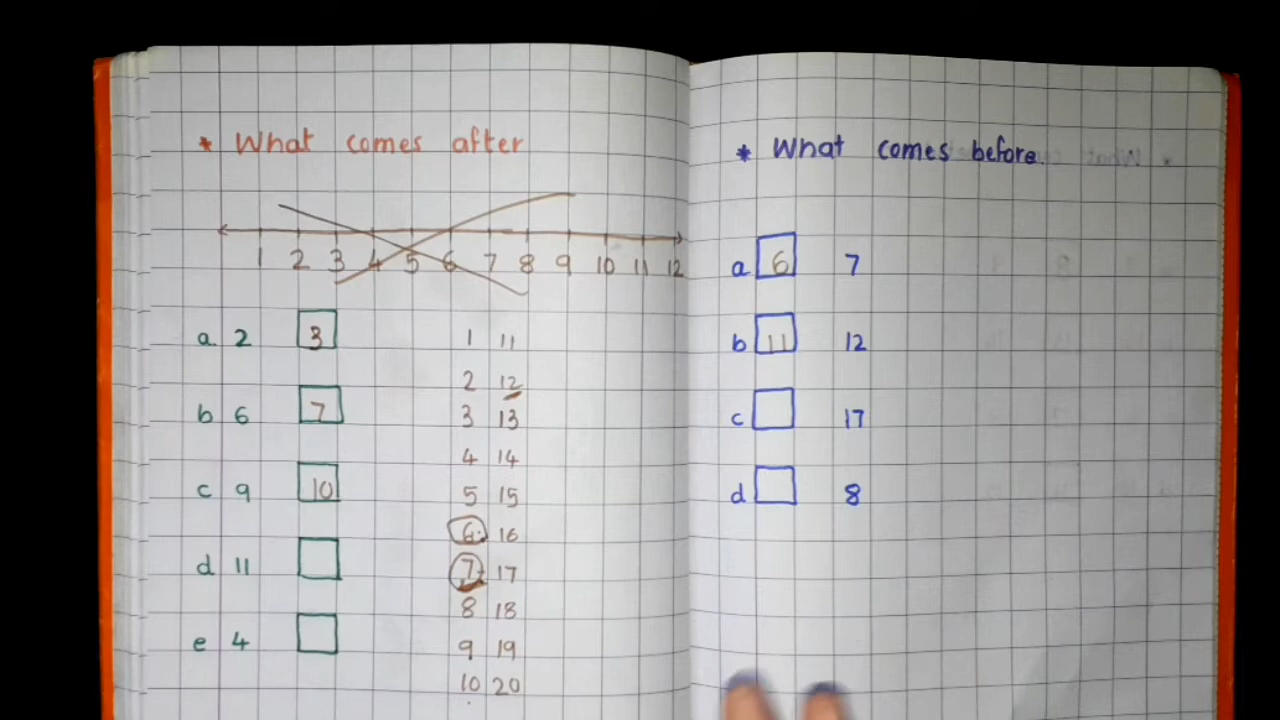 * What comes after
1 2 3 4 5 6 7 8 9 10 11 12
a 2 3
b 6 7
c 9 10
d 11
e 4
1 11
2 12
3 13
4 14
5 15
6 16
7 17
8 18
9 19
10 20
* What comes before.
a 6 7
b 11 12
c 17
d 8